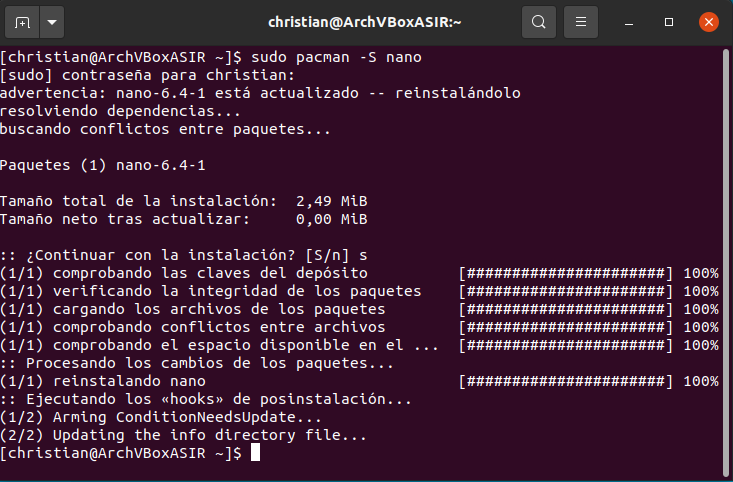 christian@ArchVBoxASIR:~
[christian@ArchVBoxASIR ~]$ sudo pacman -S nano
[sudo] contraseña para christian:
advertencia: nano-6.4-1 está actualizado -- reinstalándolo
resolviendo dependencias...
buscando conflictos entre paquetes...
Paquetes (1) nano-6.4-1
Tamaño total de la instalación:  2,49 MiB
Tamaño neto tras actualizar:     0,00 MiB
:: ¿Continuar con la instalación? [S/n] s
(1/1) comprobando las claves del depósito          [######################] 100%
(1/1) verificando la integridad de los paquetes    [######################] 100%
(1/1) cargando los archivos de los paquetes        [######################] 100%
(1/1) comprobando conflictos entre archivos        [######################] 100%
(1/1) comprobando el espacio disponible en el ...  [######################] 100%
:: Procesando los cambios de los paquetes...
(1/1) reinstalando nano                            [######################] 100%
:: Ejecutando los «hooks» de posinstalación...
(1/2) Arming ConditionNeedsUpdate...
(2/2) Updating the info directory file...
[christian@ArchVBoxASIR ~]$